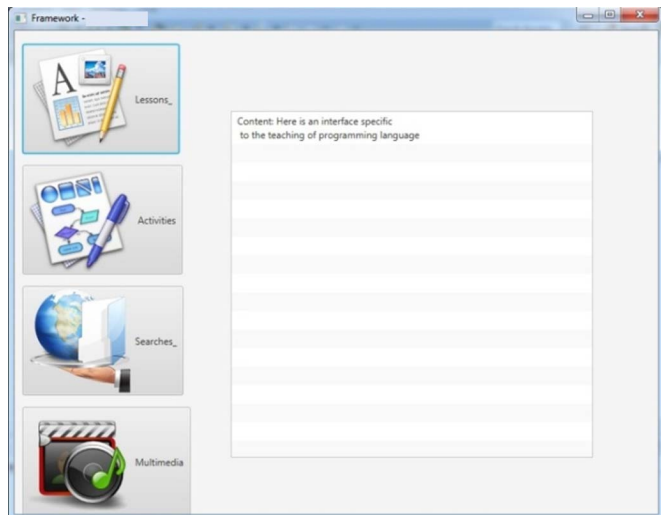 Framework -
Lessons_
Content: Here is an interface specific
to the teaching of programming language
Activities
Searches_
Multimedia